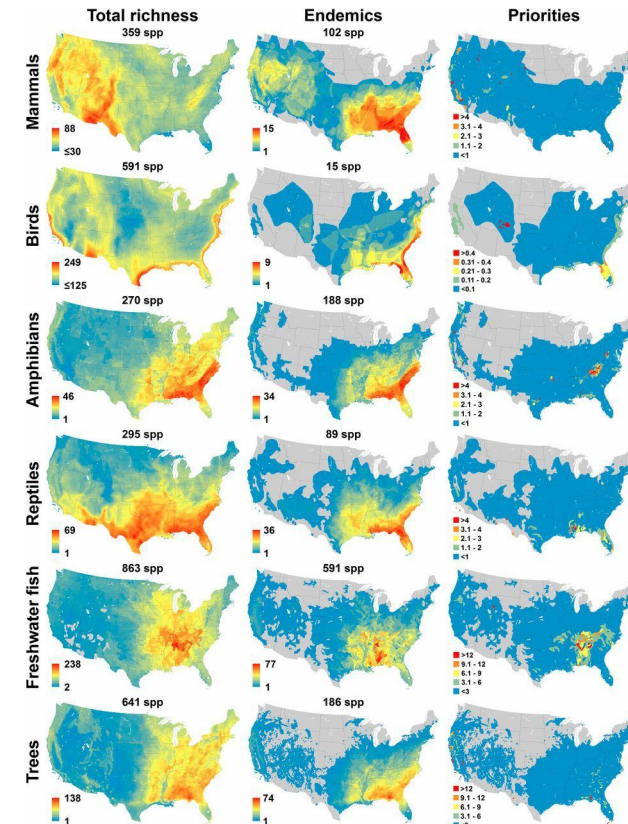 Total richness Endemics Priorities
Mammals
359 spp 102 spp
88
≤30
15
1
>4
3.1 - 4
2.1 - 3
1.1 - 2
<1
Birds
591 spp 15 spp
249
≤125
9
1
>0.4
0.31 - 0.4
0.21 - 0.3
0.11 - 0.2
<0.1
Amphibians
270 spp 188 spp
46
1
34
1
>4
3.1 - 4
2.1 - 3
1.1 - 2
<1
Reptiles
295 spp 89 spp
69
1
36
1
>4
3.1 - 4
2.1 - 3
1.1 - 2
<1
Freshwater fish
863 spp 591 spp
238
2
77
1
>12
9.1 - 12
6.1 - 9
3.1 - 6
<3
Trees
641 spp 186 spp
138
1
74
1
>12
9.1 - 12
6.1 - 9
3.1 - 6